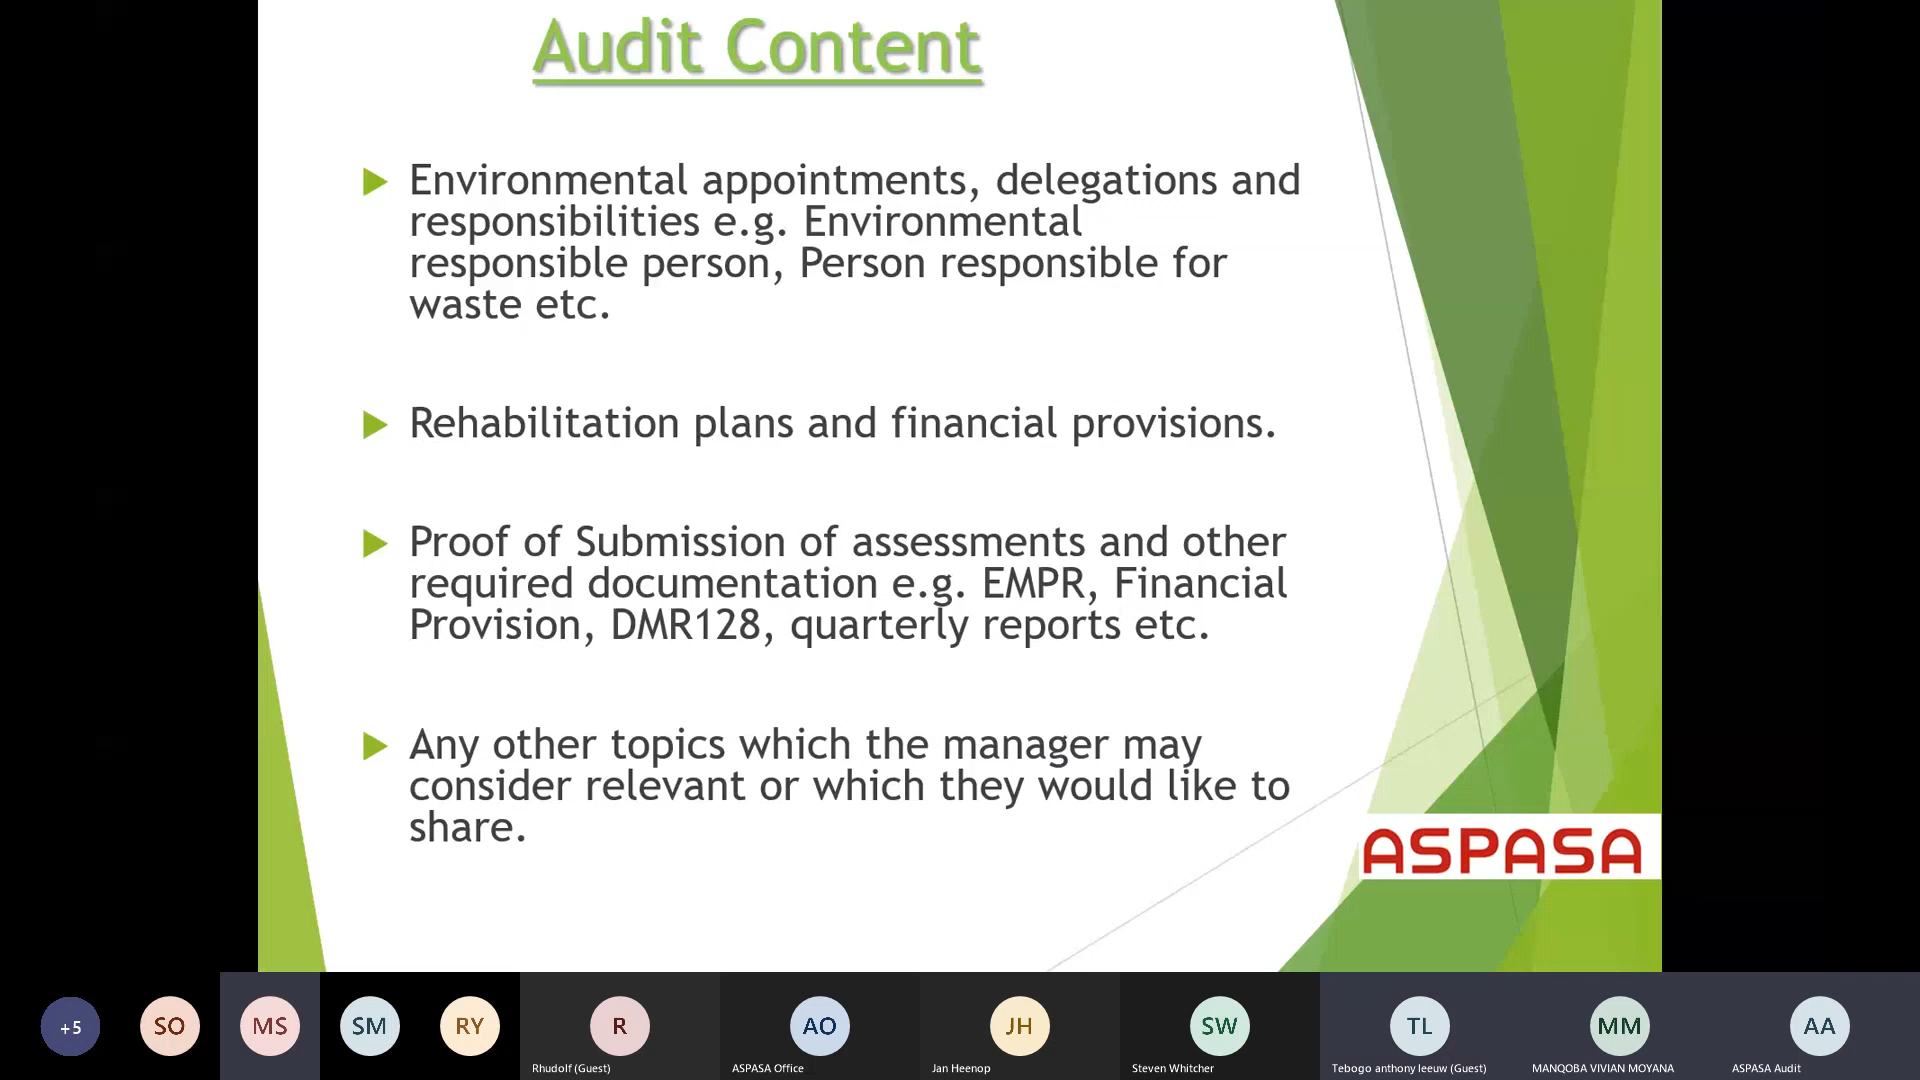 Audit Content
Environmental appointments, delegations and
responsibilities e.g. Environmental
responsible person, Person responsible for
waste etc.
Rehabilitation plans and financial provisions.
Proof of Submission of assessments and other
required documentation e.g. EMPR, Financial
Provision, DMR128, quarterly reports etc.
Any other topics which the manager may
consider relevant or which they would like to
share.
ASPASA
+5
SO
MS
SM
RY
R
AO
JH
SW
TL
MM
AA
Rhudolf (Guest)
ASPASA Office
Jan Heenop
Steven Whitcher
Tebogo anthony leeuw (Guest)
MANQOBA VIVIAN MOYANA
ASPASA Audit